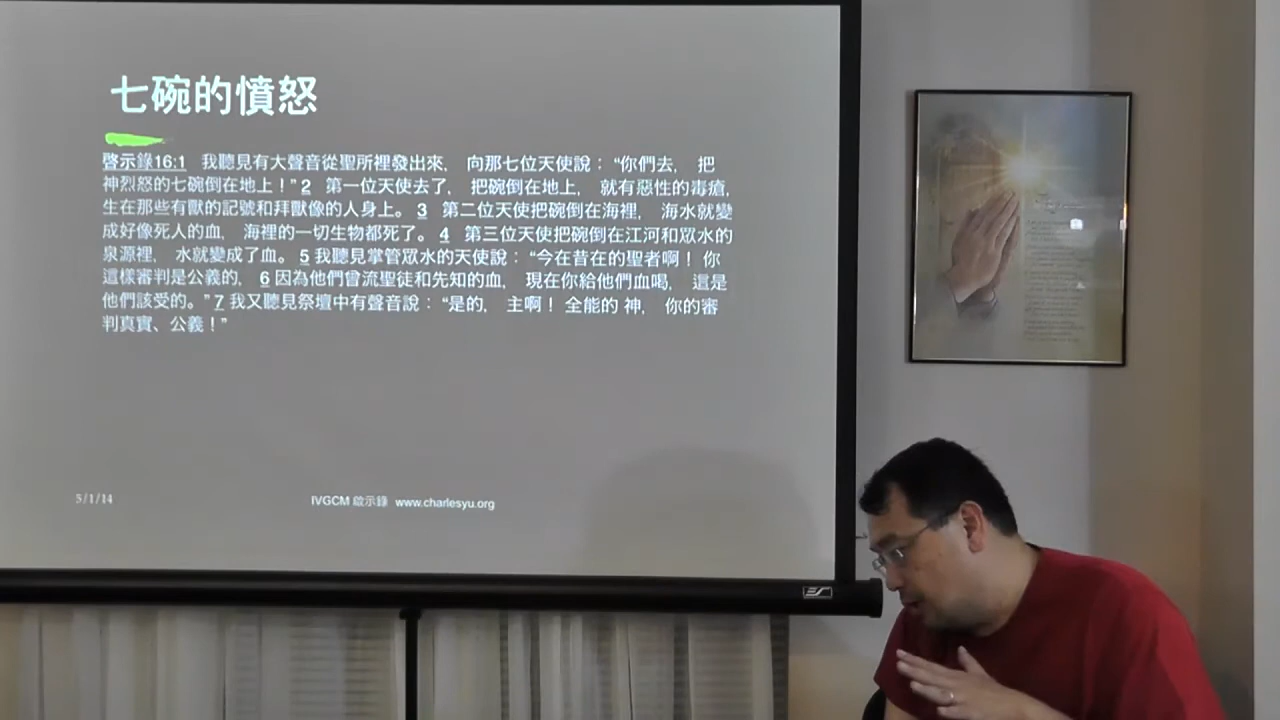 七碗的憤怒
啓示錄16:1 我聽見有大聲音從聖所裡發出來， 向那七位天使說： “你們去， 把
神烈怒的七碗倒在地上！” 2 第一位天使去了， 把碗倒在地上， 就有惡性的毒瘡，
生在那些有獸的記號和拜獸像的人身上。 3 第二位天使把碗倒在海裡， 海水就變
成好像死人的血， 海裡的一切生物都死了。 4 第三位天使把碗倒在江河和眾水的
泉源裡， 水就變成了血。 5 我聽見掌管眾水的天使說： “今在昔在的聖者啊！ 你
這樣審判是公義的， 6 因為他們曾流聖徒和先知的血， 現在你給他們血喝， 這是
他們該受的。” 7 我又聽見祭壇中有聲音說： “是的， 主啊！ 全能的 神， 你的審
判真實、公義！”
5/1/14
IVGCM 啟示錄 www.charlesyu.org
ES